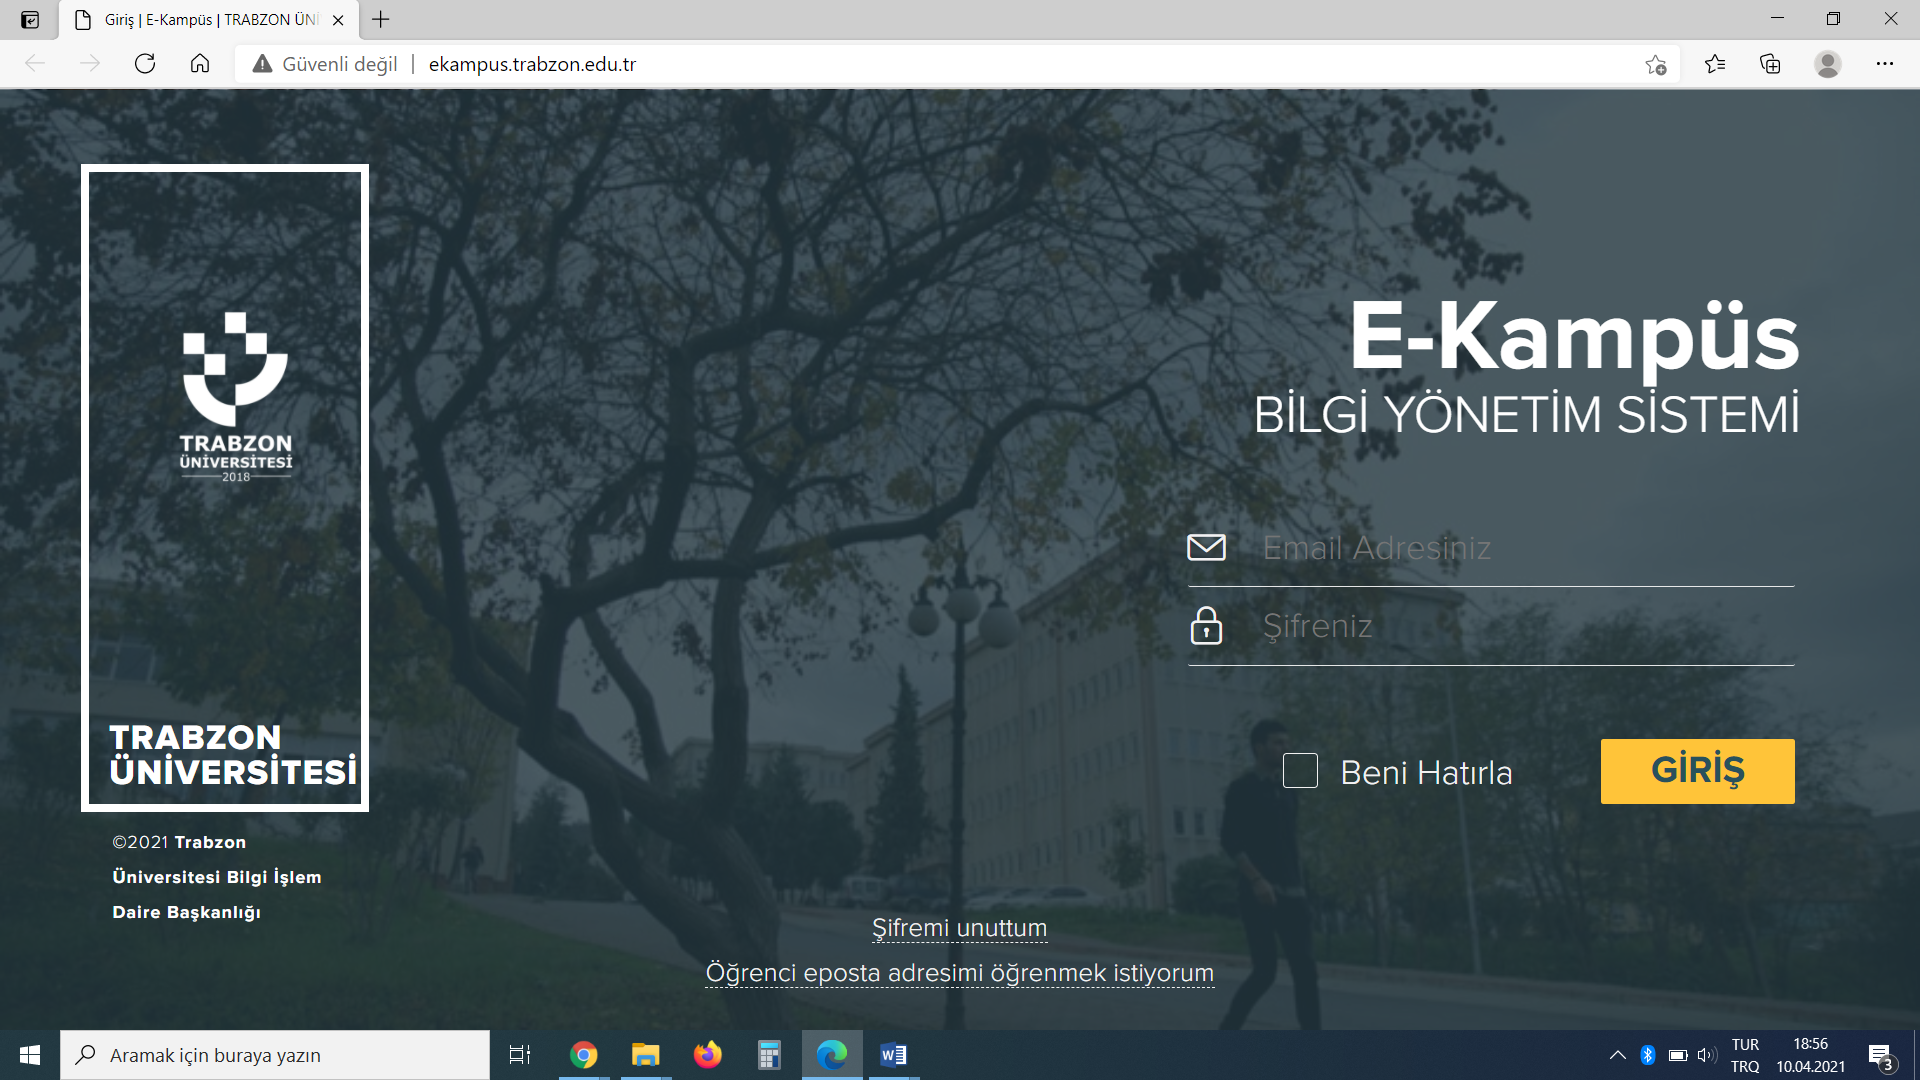 Giriş | E-Kampüs | TRABZON ÜNİ
Güvenli değil
ekampus.trabzon.edu.tr
TRABZON
ÜNİVERSİTESİ
2018
TRABZON
ÜNİVERSİTESİ
©2021 Trabzon
Üniversitesi Bilgi İşlem
Daire Başkanlığı
E-Kampüs
BİLGİ YÖNETİM SİSTEMİ
Email Adresiniz
Şifreniz
Beni Hatırla
GİRİŞ
Şifremi unuttum
Öğrenci eposta adresimi öğrenmek istiyorum
Aramak için buraya yazın
W
TUR
TRQ
18:56
10.04.2021
3